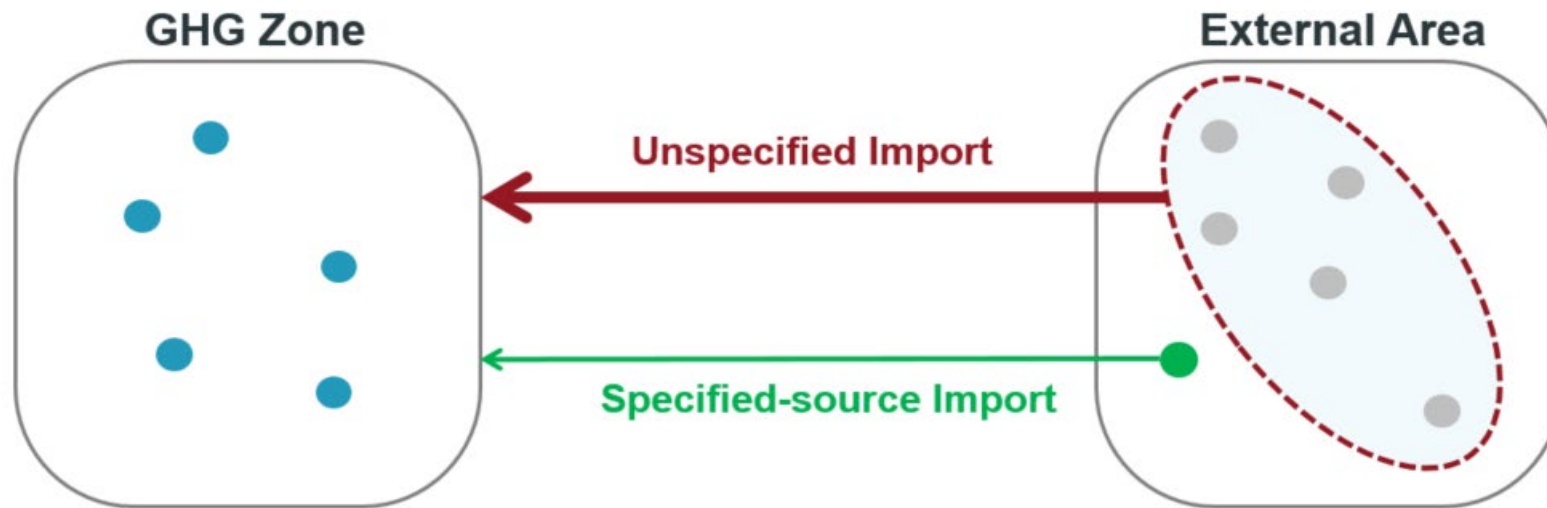 GHG Zone
External Area
Unspecified Import
Specified-source Import